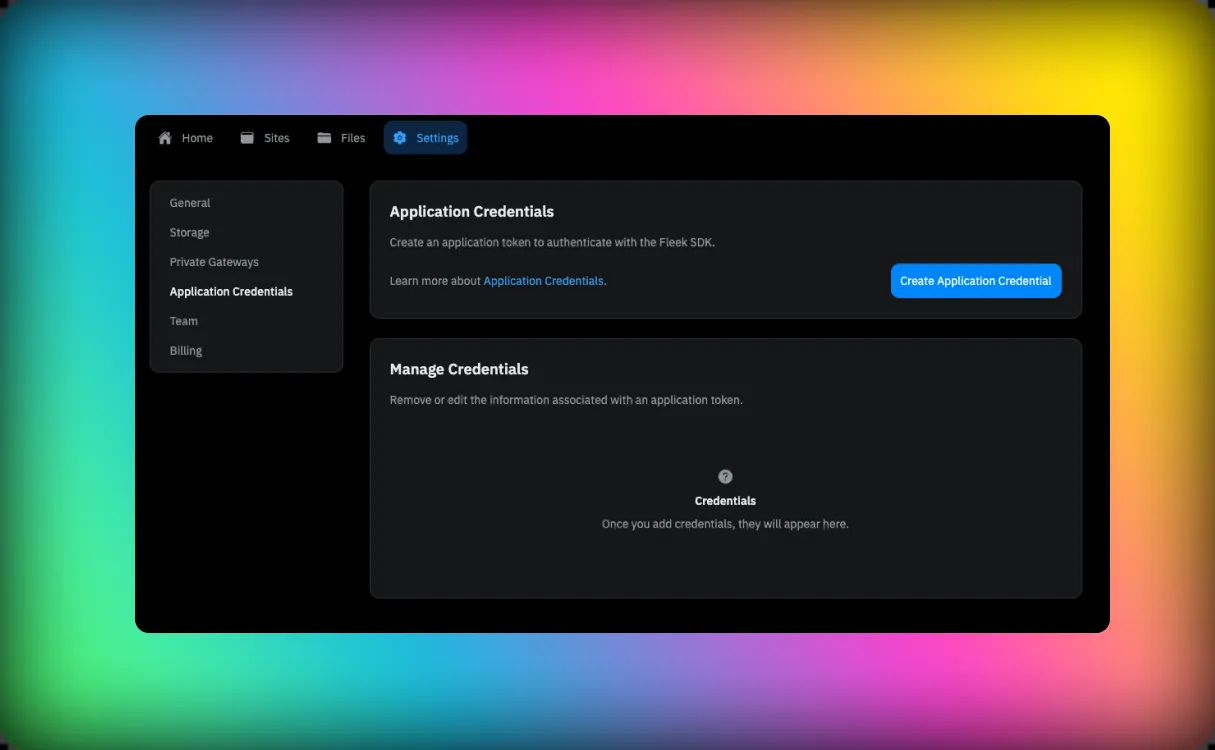 Home Sites Files Settings
General
Storage
Private Gateways
Application Credentials
Team
Billing
Application Credentials
Create an application token to authenticate with the Fleek SDK.
Learn more about Application Credentials.
Create Application Credential
Manage Credentials
Remove or edit the information associated with an application token.
Credentials
Once you add credentials, they will appear here.